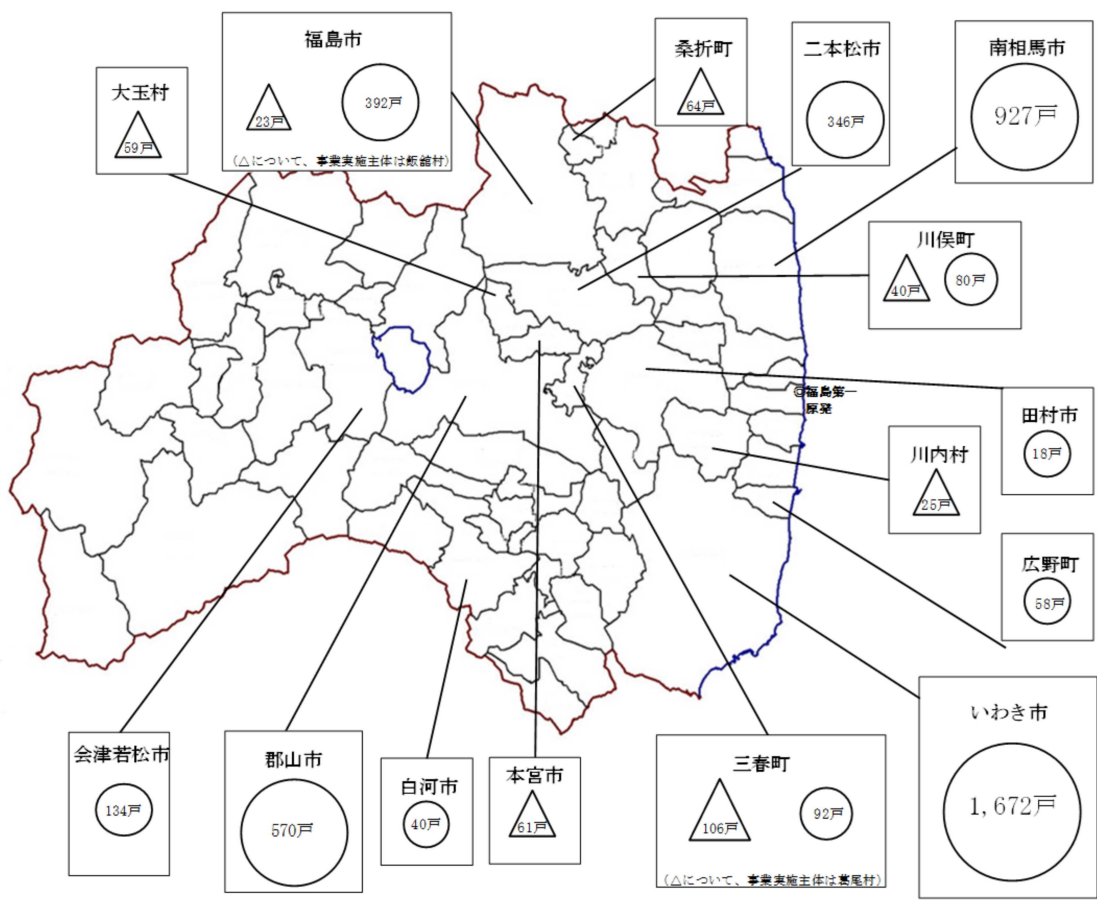 福島市
23戸
392戸
(△について、事業実施主体は飯舘村)
大玉村
59戸
桑折町
64戸
二本松市
346戸
南相馬市
927戸
川俣町
40戸
80戸
◎福島第一
原発
田村市
18戸
川内村
25戸
広野町
58戸
いわき市
1,672戸
会津若松市
134戸
郡山市
570戸
白河市
40戸
本宮市
61戸
三春町
106戸
92戸
(△について、事業実施主体は葛尾村)